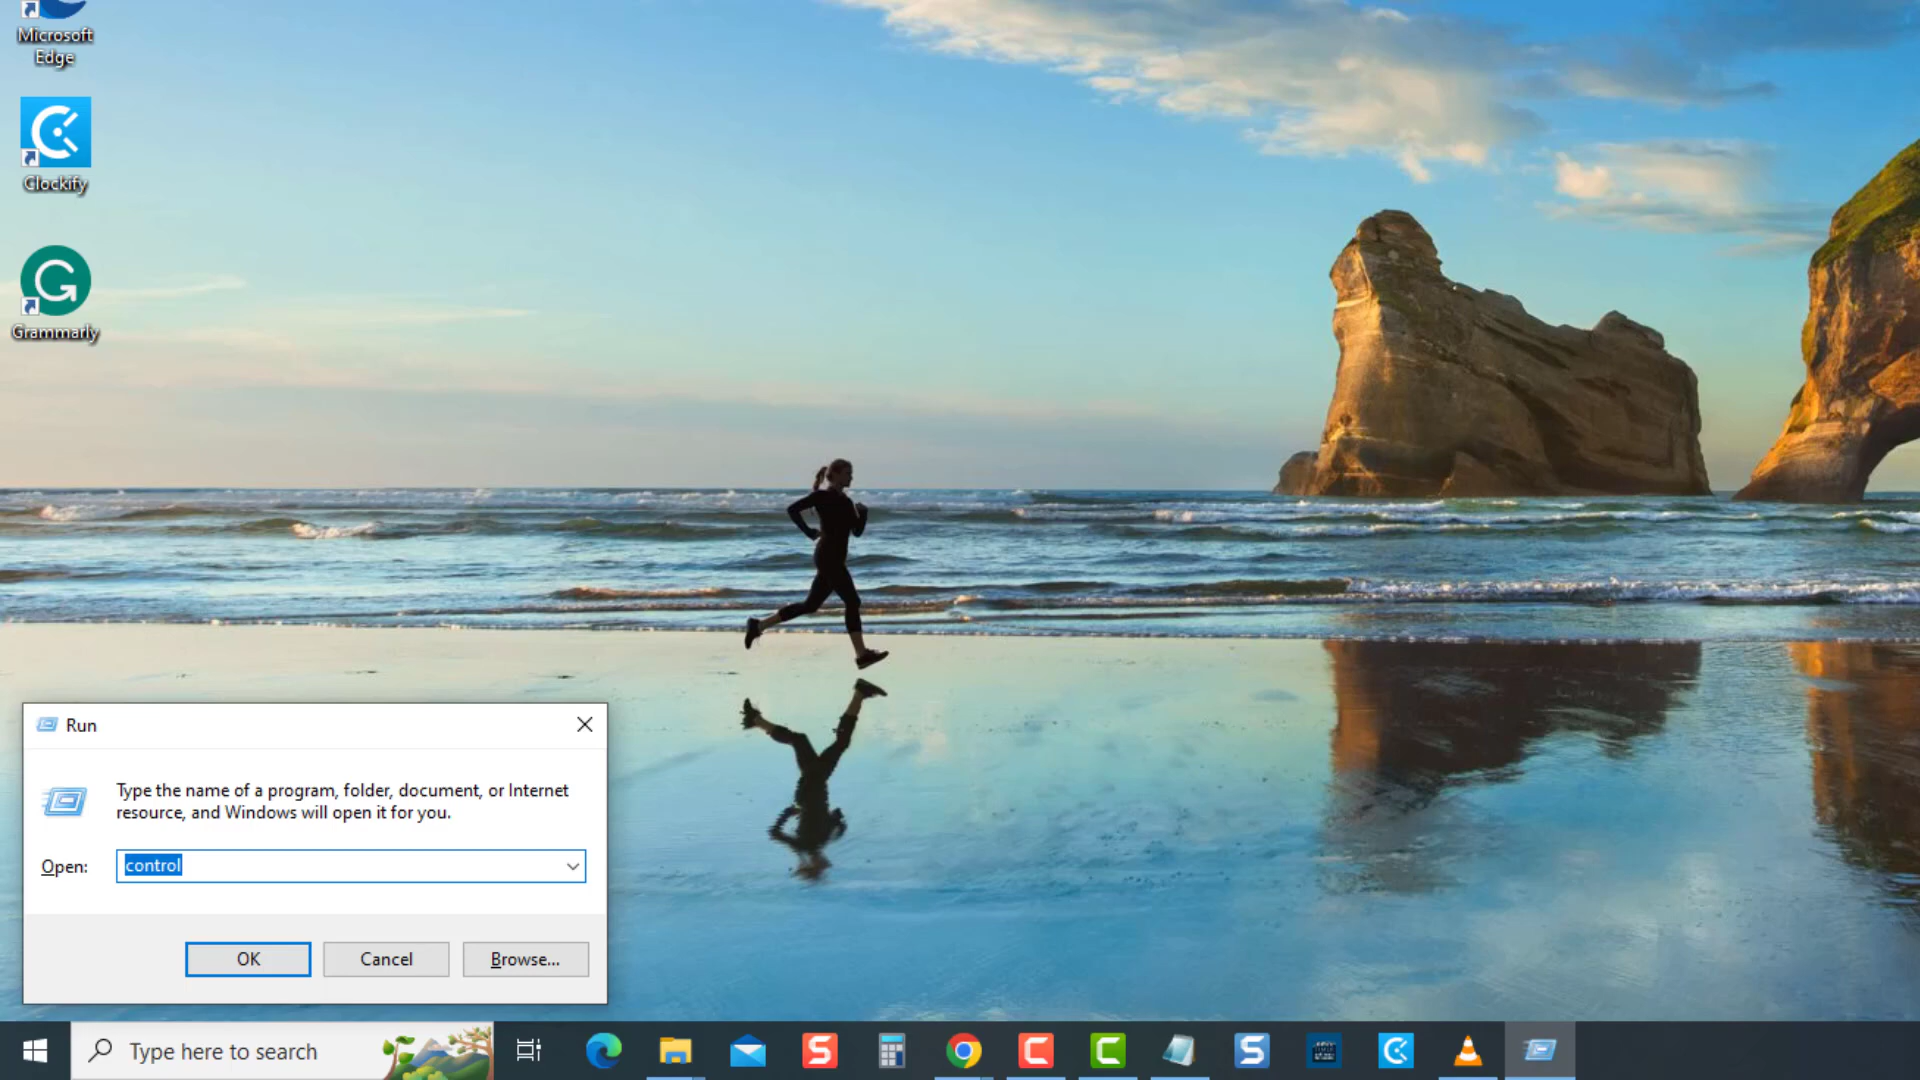 Microsoft
Edge
Clockify
Grammarly
Run
Type the name of a program, folder, document, or Internet
resource, and Windows will open it for you.
Open:
control
OK
Cancel
Browse...
Type here to search